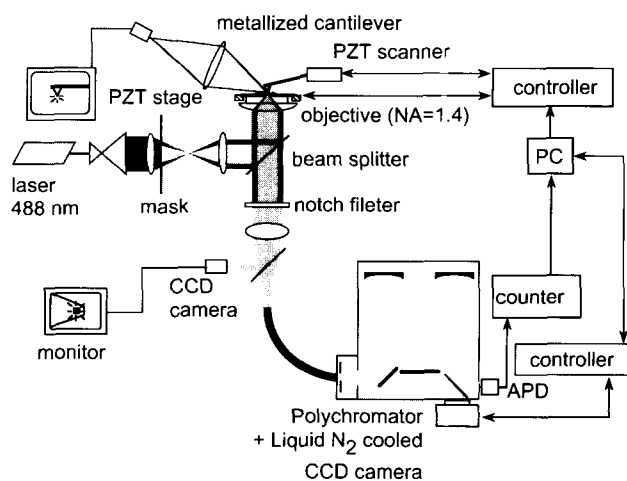 metallized cantilever
PZT scanner
controller
PZT stage
objective (NA=1.4)
PC
beam splitter
laser
488 nm
mask
notch fileter
CCD
camera
counter
monitor
controller
APD
Polychromator
+ Liquid N2 cooled
CCD camera